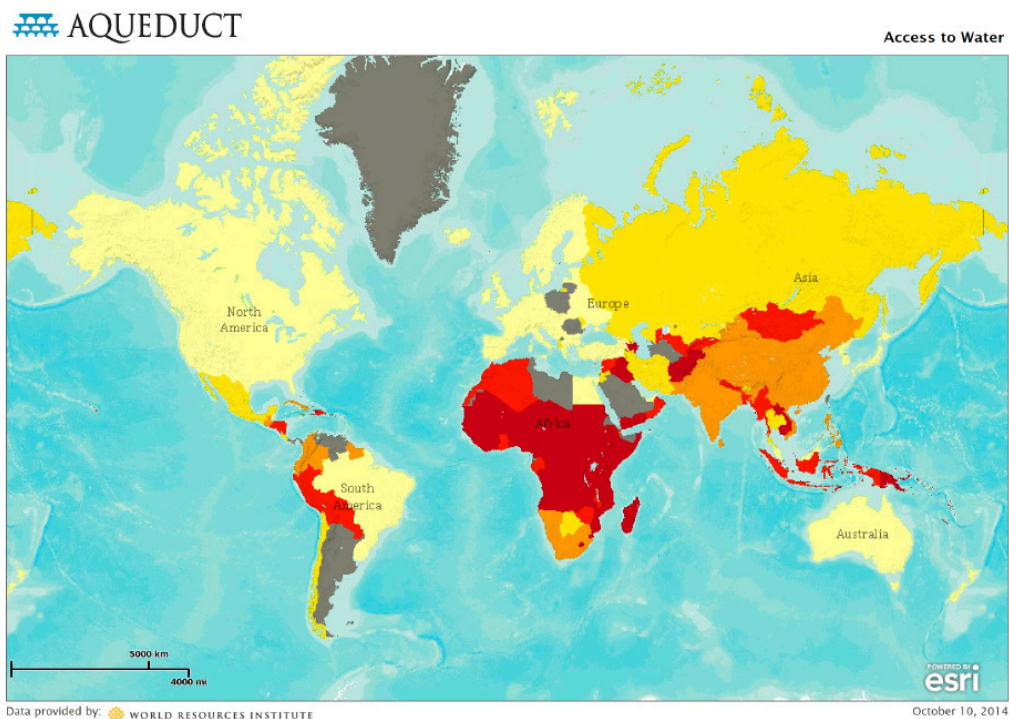 AQUEDUCT
Access to Water
Asia
Europe
North
America
Africa
South
America
Australia
5000 km
4000 mi
POWERED BY
esri
Data provided by: WORLD RESOURCES INSTITUTE
October 10, 2014